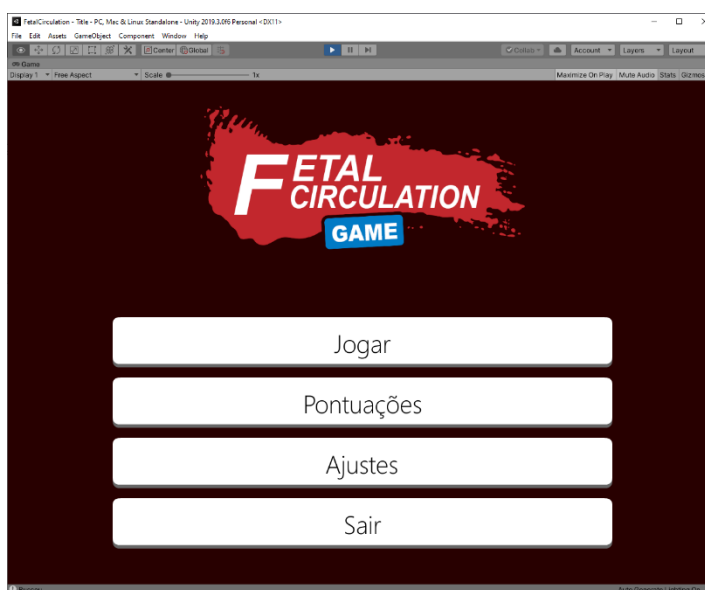 FetalCirculation - Title - PC, Mac & Linux Standalone - Unity 2019.3.0f6 Personal <DX11>
File Edit Assets GameObject Component Window Help
Center Global Collab Account Layers Layout
Game
Display 1 Free Aspect Scale 1x Maximize On Play Mute Audio Stats Gizmos
FETAL
CIRCULATION
GAME
Jogar
Pontuações
Ajustes
Sair